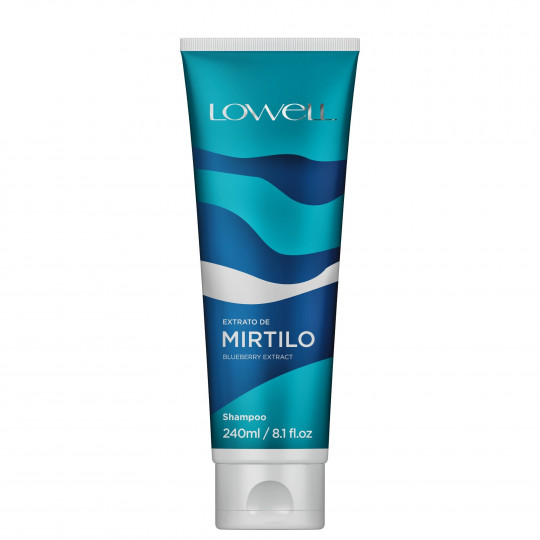 LOWELL
EXTRATO DE
MIRTILO
BLUEBERRY EXTRACT
Shampoo
240ml / 8.1 fl.oz